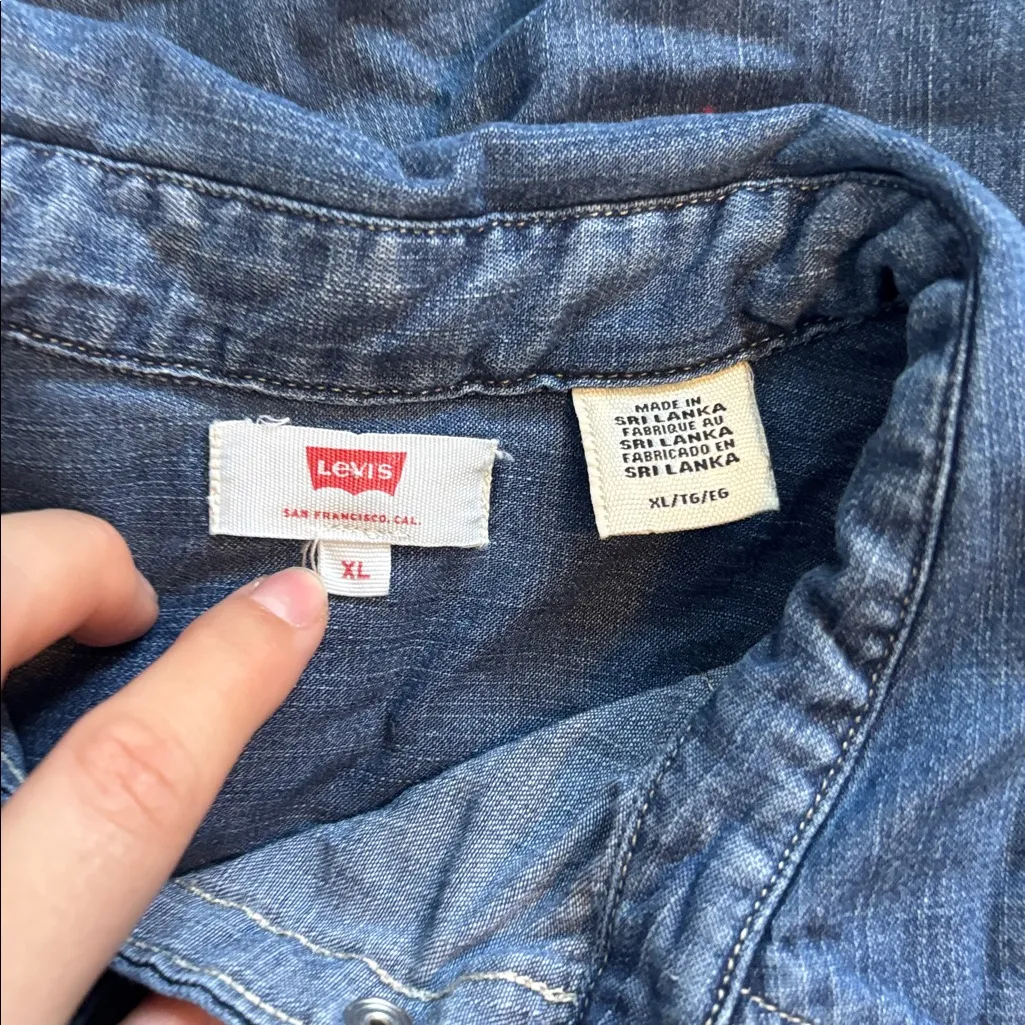 LEVI'S
SAN FRANCISCO, CAL.
XL
MADE IN
SRI LANKA
FABRIQUE AU
SRI LANKA
FABRICADO EN
SRI LANKA
XL/TG/EG